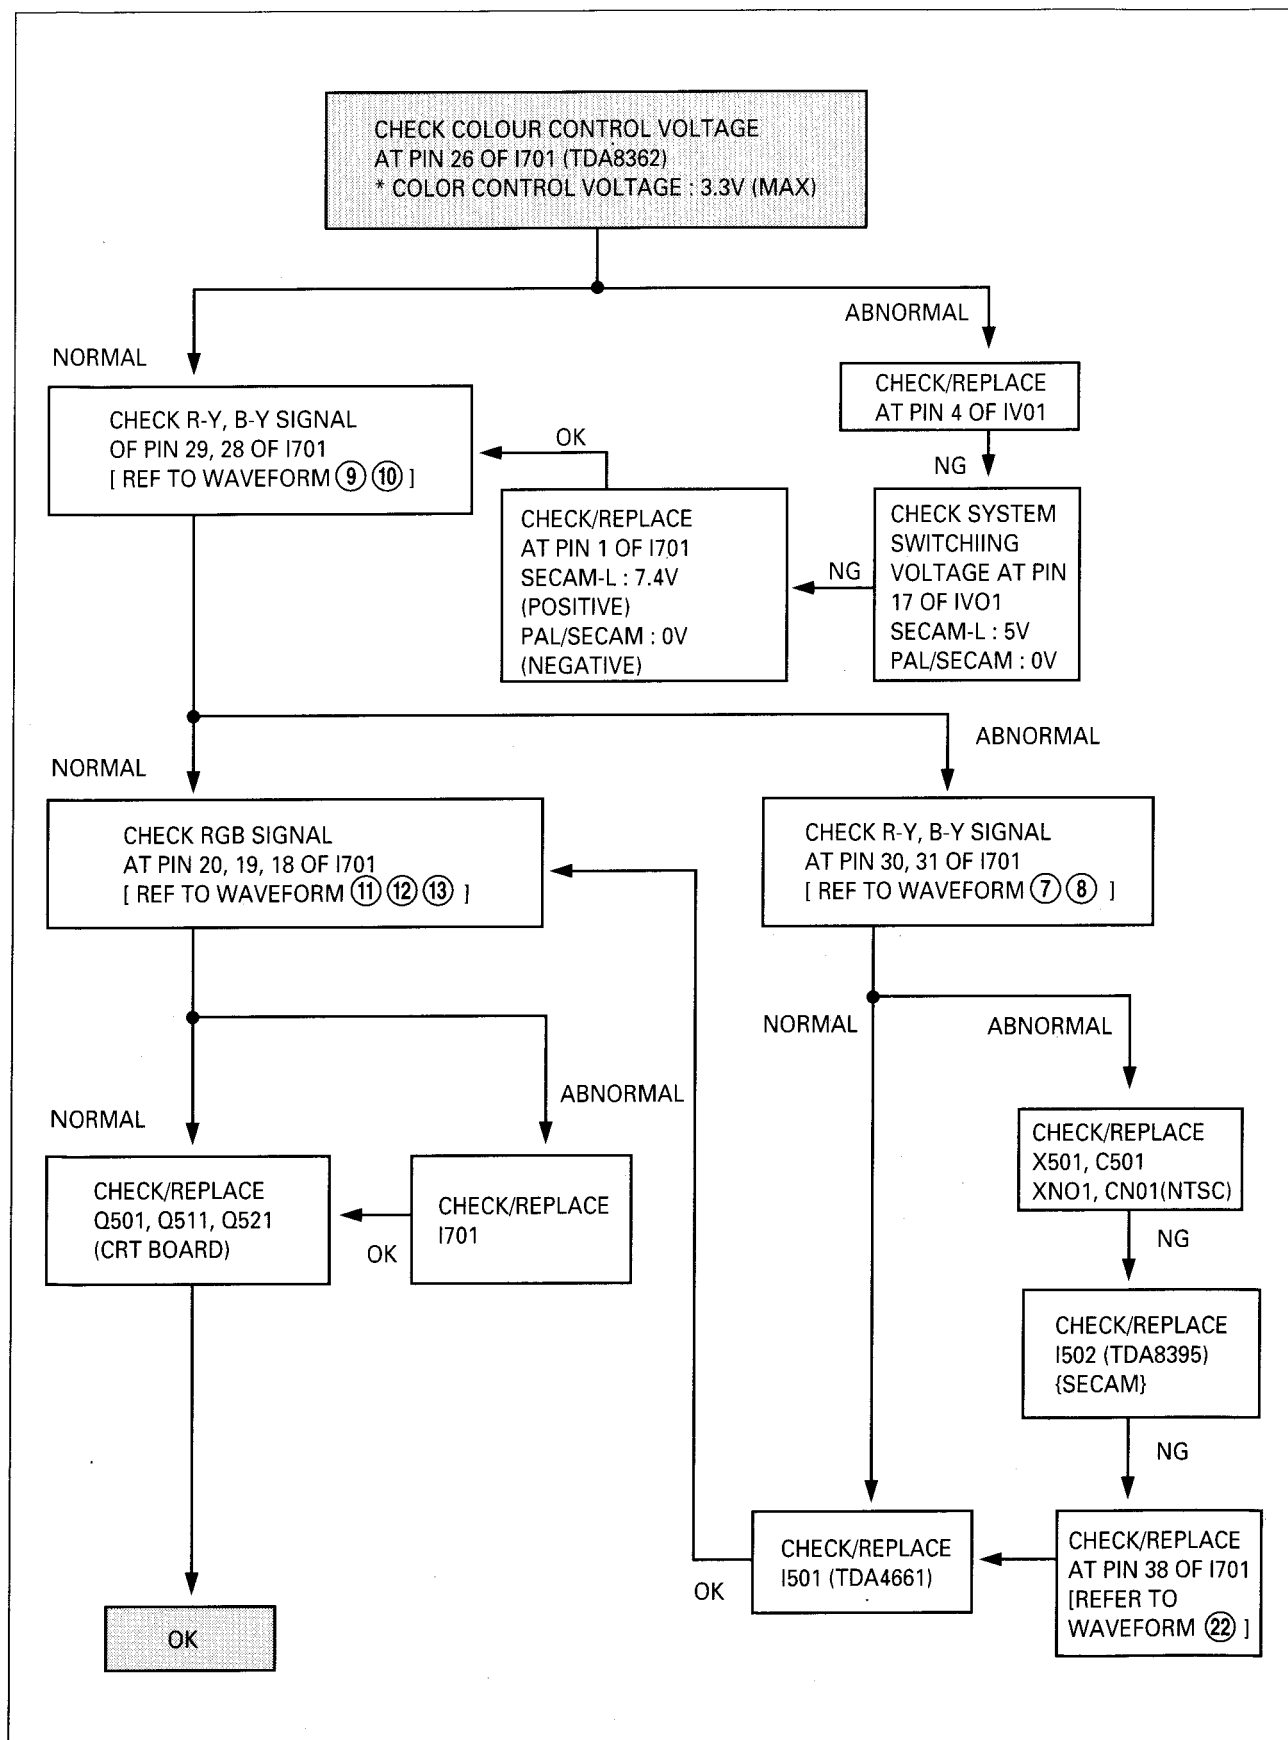 CHECK COLOUR CONTROL VOLTAGE
AT PIN 26 OF I701 (TDA8362)
* COLOR CONTROL VOLTAGE : 3.3V (MAX)
ABNORMAL
NORMAL
CHECK/REPLACE
AT PIN 4 OF IV01
CHECK R-Y, B-Y SIGNAL
OF PIN 29, 28 OF I701
[ REF TO WAVEFORM ⑨ ⑩ ]
OK
NG
CHECK SYSTEM
SWITCHIING
VOLTAGE AT PIN
17 OF IVO1
SECAM-L : 5V
PAL/SECAM : 0V
NG
CHECK/REPLACE
AT PIN 1 OF I701
SECAM-L : 7.4V
(POSITIVE)
PAL/SECAM : 0V
(NEGATIVE)
ABNORMAL
NORMAL
CHECK RGB SIGNAL
AT PIN 20, 19, 18 OF I701
[ REF TO WAVEFORM ⑪ ⑫ ⑬ ]
CHECK R-Y, B-Y SIGNAL
AT PIN 30, 31 OF I701
[ REF TO WAVEFORM ⑦ ⑧ ]
NORMAL
ABNORMAL
ABNORMAL
NORMAL
CHECK/REPLACE
X501, C501
XNO1, CN01(NTSC)
CHECK/REPLACE
Q501, Q511, Q521
(CRT BOARD)
CHECK/REPLACE
I701
OK
NG
CHECK/REPLACE
I502 (TDA8395)
{SECAM}
NG
CHECK/REPLACE
AT PIN 38 OF I701
[REFER TO
WAVEFORM ㉒ ]
CHECK/REPLACE
I501 (TDA4661)
OK
OK